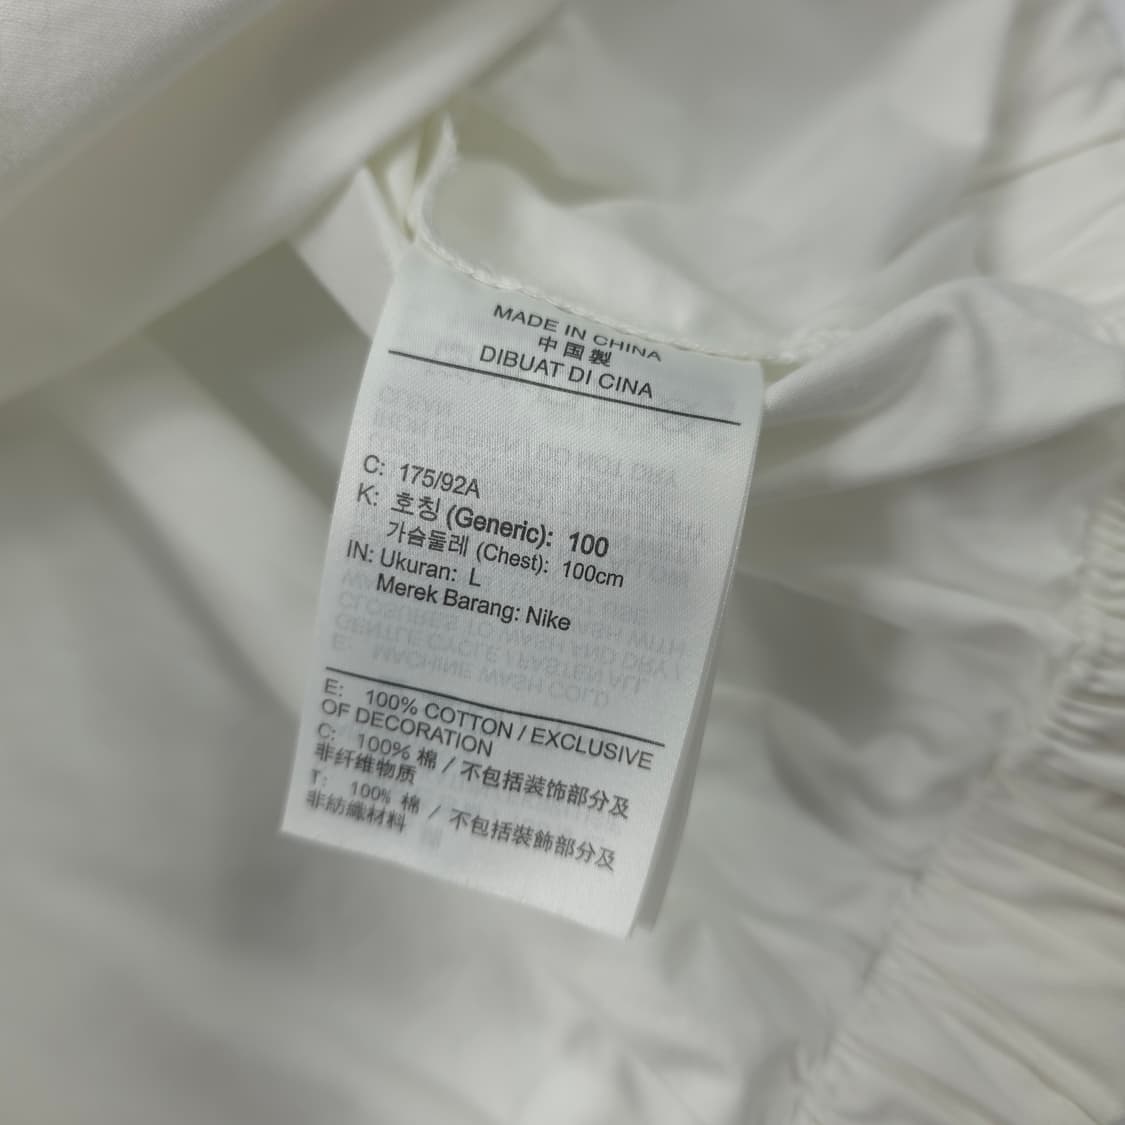 MADE IN CHINA
中国製
DIBUAT DI CINA
C: 175/92A
K: 호칭 (Generic): 100
가슴둘레 (Chest): 100cm
IN: Ukuran: L
Merek Barang: Nike
E: 100% COTTON / EXCLUSIVE
OF DECORATION
C: 100% 棉 / 不包括装饰部分及
非纤维物质
T: 100% 棉 / 不包括裝飾部分及
非紡織材料